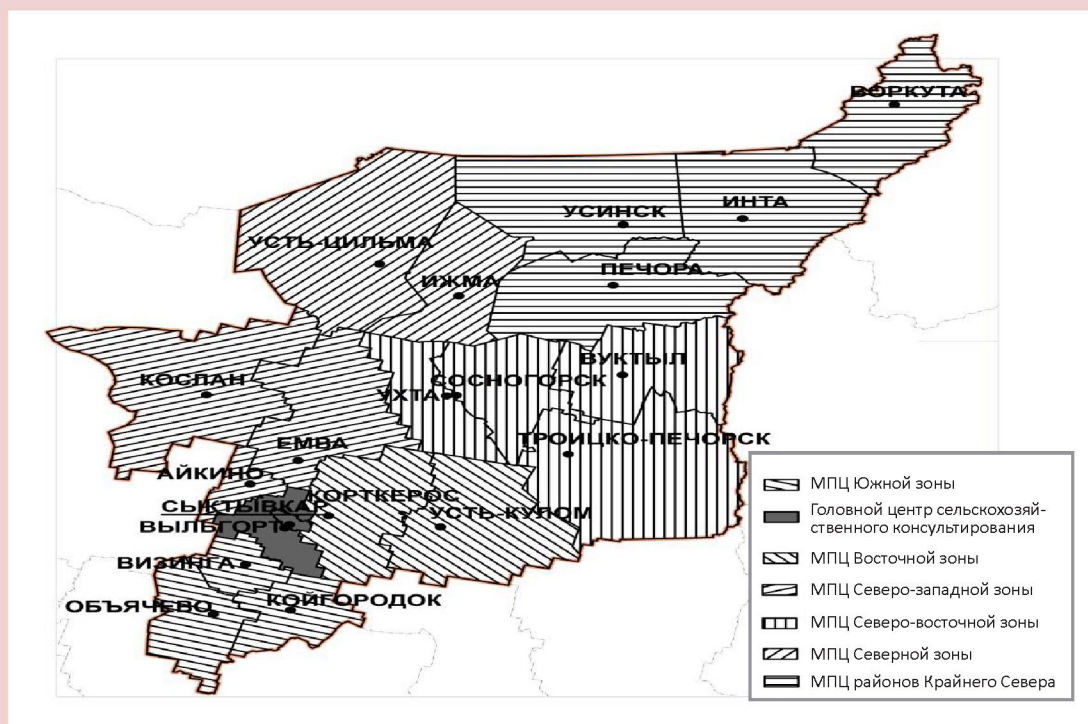 ВОРКУТА
ИНТА
УСИНСК
УСТЬ-ЦИЛЬМА
ПЕЧОРА
ИЖМА
ВУКТЫЛ
КОСЛАН
СОСНОГОРСК
УХТА
ТРОИЦКО-ПЕЧОРСК
ЕМВА
АЙКИНО
КОРТКЕРОС
СЫКТЫВКАР
УСТЬ-КУЛОМ
ВЫЛЬГОРТ
ВИЗИНГА
КОЙГОРОДОК
ОБЪЯЧЕВО
МПЦ Южной зоны
Головной центр сельскохозяй-
ственного консультирования
МПЦ Восточной зоны
МПЦ Северо-западной зоны
МПЦ Северо-восточной зоны
МПЦ Северной зоны
МПЦ районов Крайнего Севера